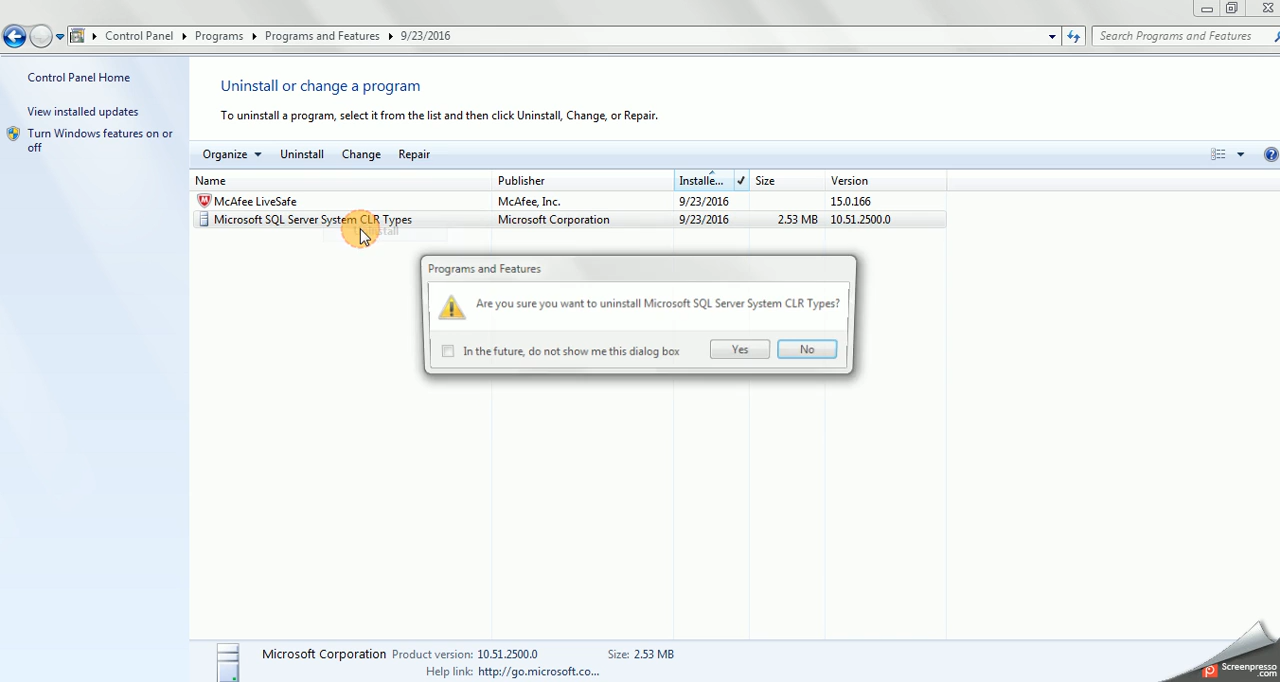 Control Panel Programs Programs and Features 9/23/2016 Search Programs and Features
Control Panel Home
View installed updates
Turn Windows features on or
off
Uninstall or change a program
To uninstall a program, select it from the list and then click Uninstall, Change, or Repair.
Organize Uninstall Change Repair
Name Publisher Installe... Size Version
McAfee LiveSafe McAfee, Inc. 9/23/2016 15.0.166
Microsoft SQL Server System CLR Types Microsoft Corporation 9/23/2016 2.53 MB 10.51.2500.0
Uninstall
Programs and Features
Are you sure you want to uninstall Microsoft SQL Server System CLR Types?
In the future, do not show me this dialog box Yes No
Microsoft Corporation Product version: 10.51.2500.0 Size: 2.53 MB
Help link: http://go.microsoft.co...
Screenpresso
.com